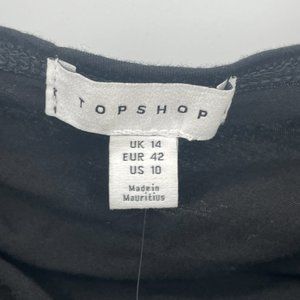 TOPSHOP
UK 14
EUR 42
US 10
Made in
Mauritius